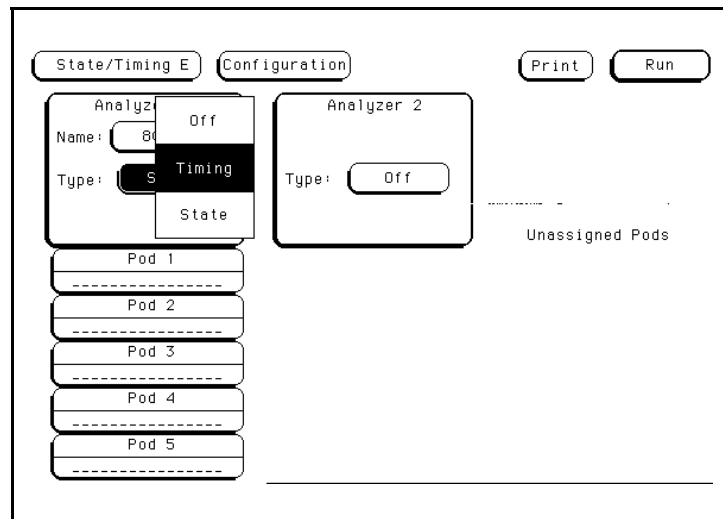 State/Timing E Configuration Print Run
Analyz Analyzer 2
Off
Name: 80
Timing
Type: S Type: Off
State
Unassigned Pods
Pod 1
Pod 2
Pod 3
Pod 4
Pod 5